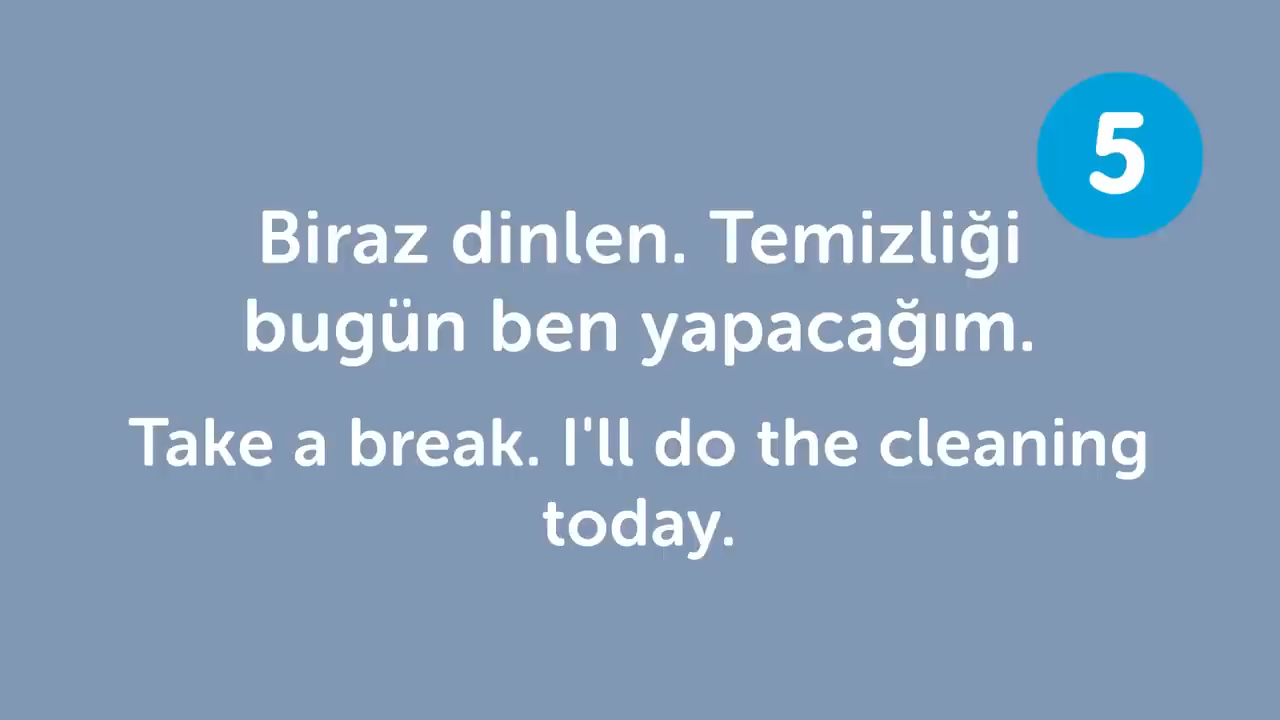 5
Biraz dinlen. Temizliği
bugün ben yapacağım.
Take a break. I'll do the cleaning
today.